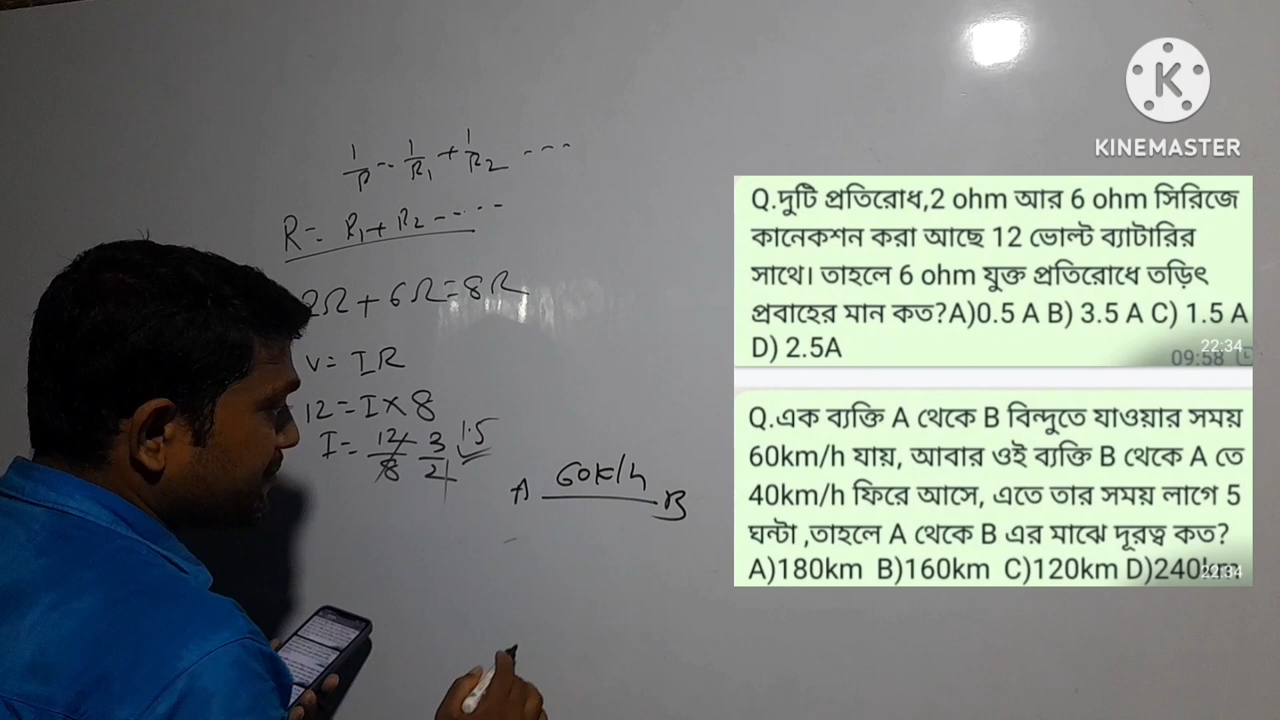 1/R = 1/R₁ + 1/R₂ ----
R = R₁ + R₂ -----
2Ω + 6Ω = 8Ω
V = IR
12 = I × 8
I = 12/8 3/2 1.5
A 60K/h B
KINEMASTER
Q.দুটি প্রতিরোধ,2 ohm আর 6 ohm সিরিজে
কানেকশন করা আছে 12 ভোল্ট ব্যাটারির
সাথে। তাহলে 6 ohm যুক্ত প্রতিরোধে তড়িৎ
প্রবাহের মান কত?A)0.5 A B) 3.5 A C) 1.5 A
D) 2.5A
22:34
09:58
Q.এক ব্যক্তি A থেকে B বিন্দুতে যাওয়ার সময়
60km/h যায়, আবার ওই ব্যক্তি B থেকে A তে
40km/h ফিরে আসে, এতে তার সময় লাগে 5
ঘন্টা ,তাহলে A থেকে B এর মাঝে দূরত্ব কত?
A)180km B)160km C)120km D)240km
22:34